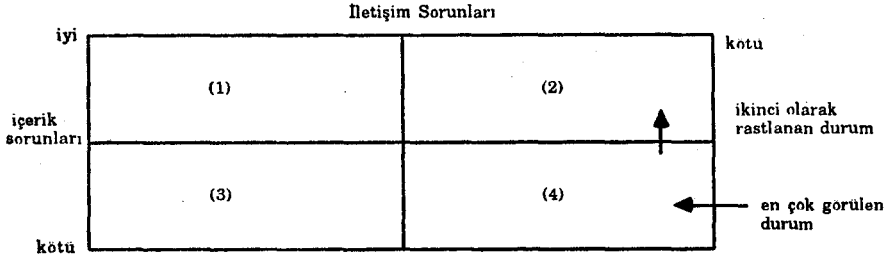 İletişim Sorunları
iyi
kötü
(1)
(2)
içerik
sorunları
ikinci olarak
rastlanan durum
(3)
(4)
en çok görülen
durum
kötü